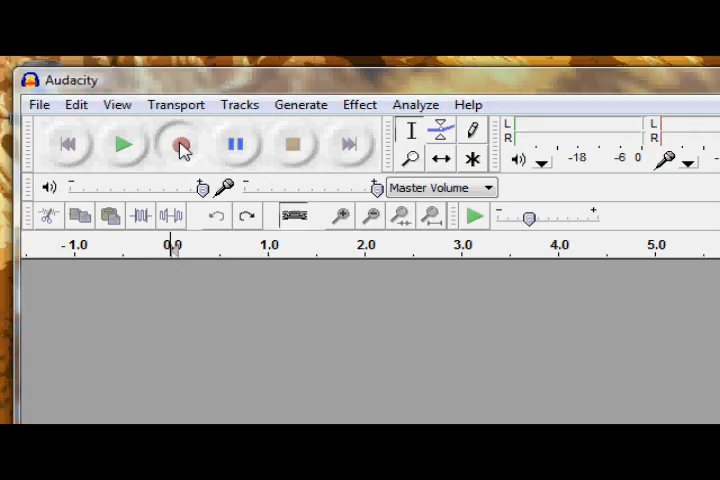 Audacity
File Edit View Transport Tracks Generate Effect Analyze Help
L
R
-18 -6 0
L
R
Master Volume
- 1.0 0.0 1.0 2.0 3.0 4.0 5.0